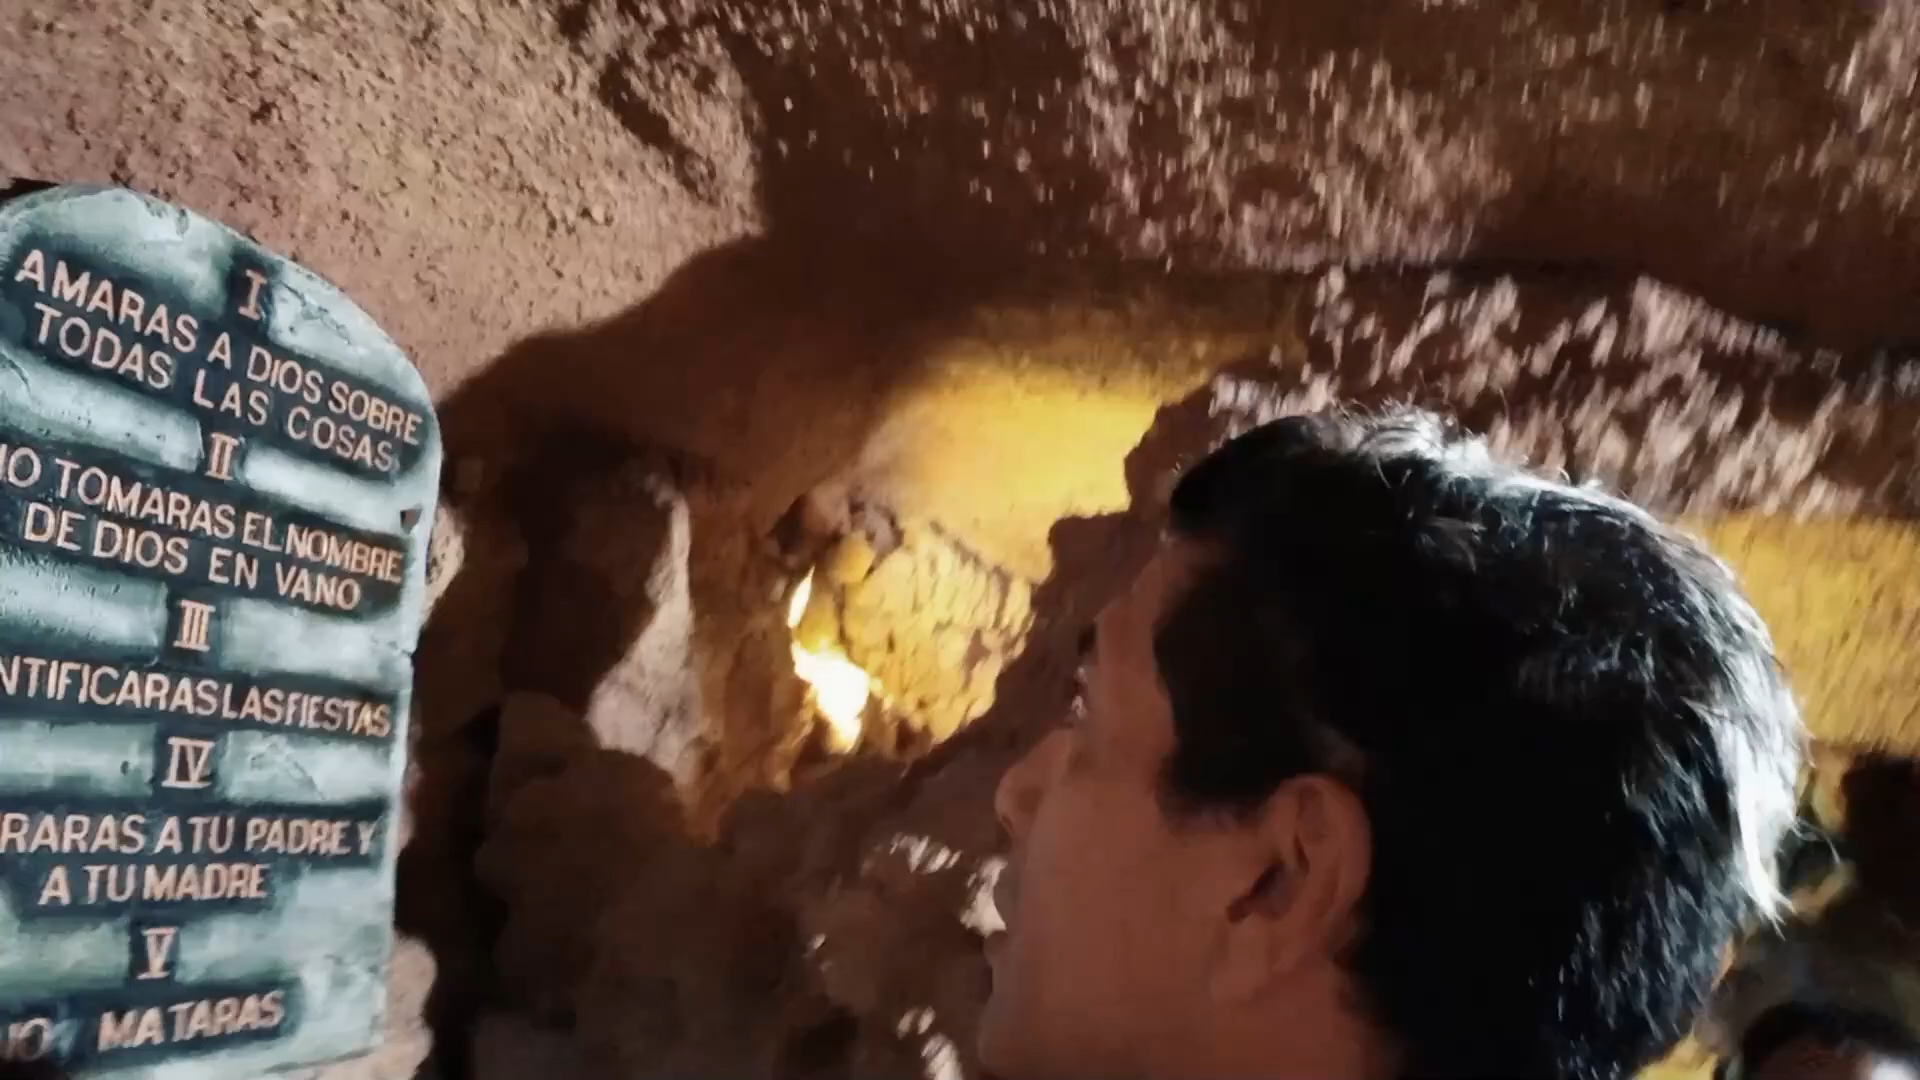 I
AMARAS A DIOS SOBRE
TODAS LAS COSAS
II
NO TOMARAS EL NOMBRE
DE DIOS EN VANO
III
NTIFICARAS LAS FIESTAS
IV
RARAS A TU PADRE Y
A TU MADRE
V
NO MATARAS